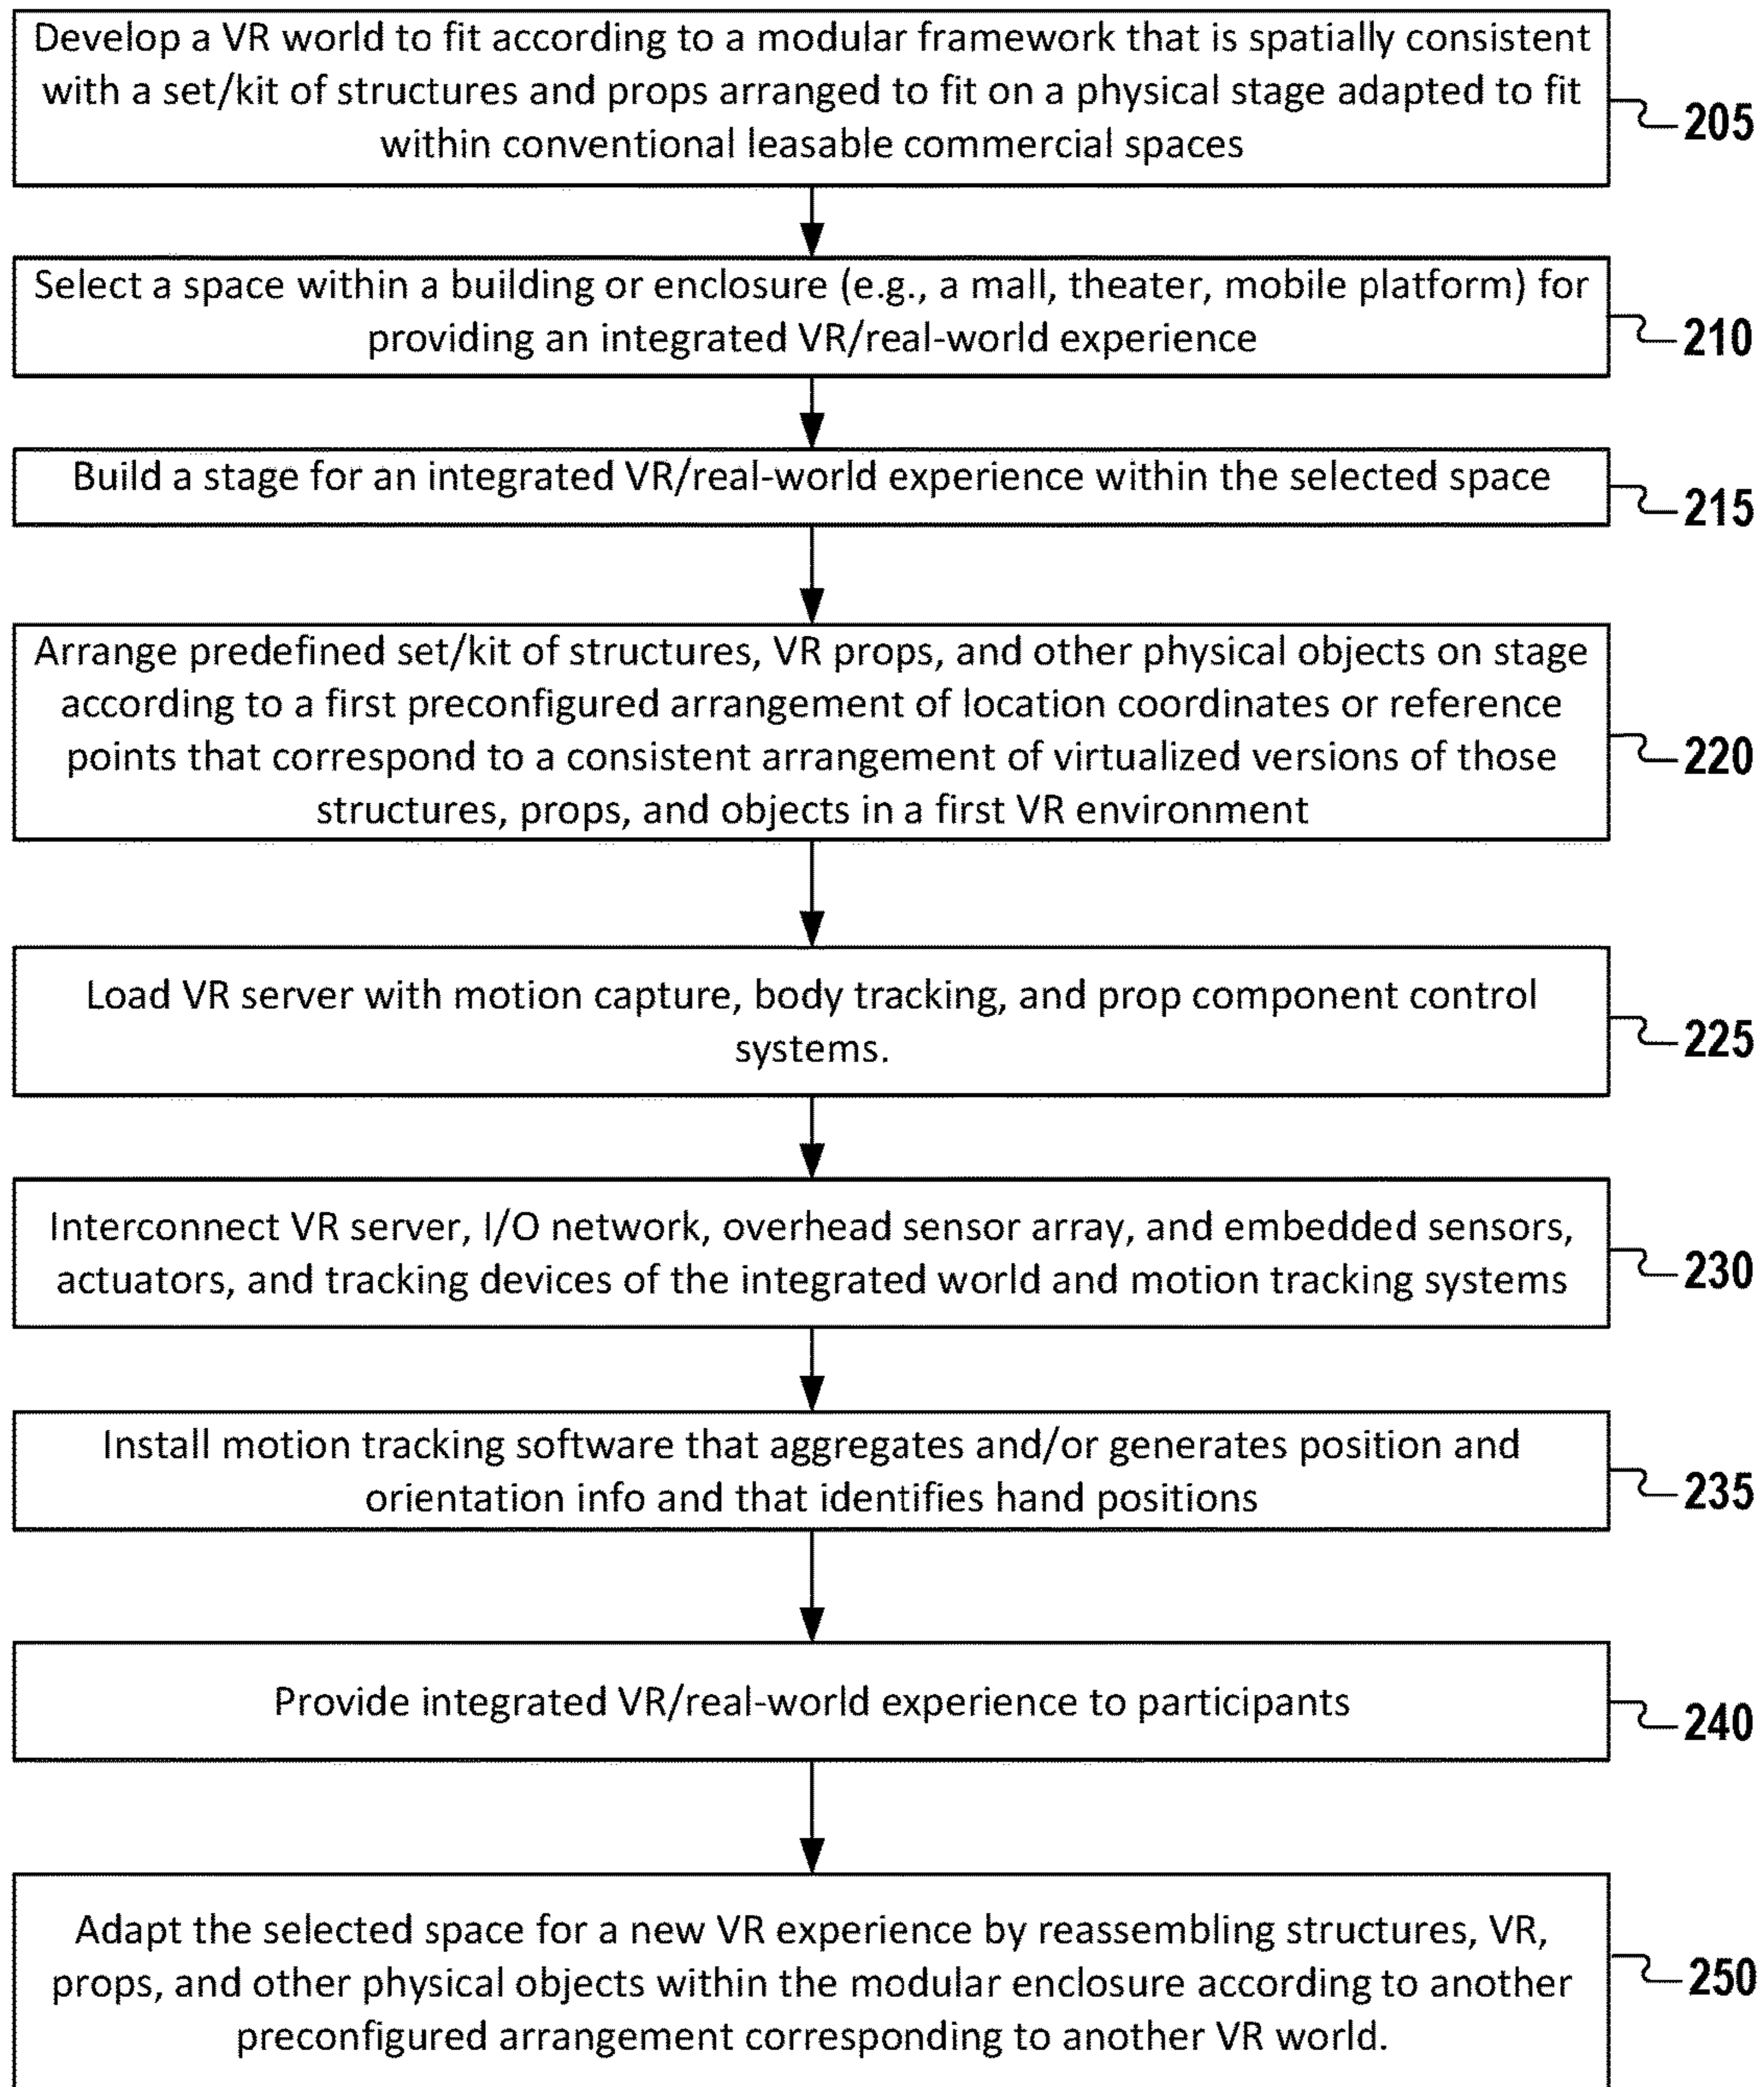 Develop a VR world to fit according to a modular framework that is spatially consistent
with a set/kit of structures and props arranged to fit on a physical stage adapted to fit
within conventional leasable commercial spaces
205
Select a space within a building or enclosure (e.g., a mall, theater, mobile platform) for
providing an integrated VR/real-world experience
210
Build a stage for an integrated VR/real-world experience within the selected space
215
Arrange predefined set/kit of structures, VR props, and other physical objects on stage
according to a first preconfigured arrangement of location coordinates or reference
points that correspond to a consistent arrangement of virtualized versions of those
structures, props, and objects in a first VR environment
220
Load VR server with motion capture, body tracking, and prop component control
systems.
225
Interconnect VR server, I/O network, overhead sensor array, and embedded sensors,
actuators, and tracking devices of the integrated world and motion tracking systems
230
Install motion tracking software that aggregates and/or generates position and
orientation info and that identifies hand positions
235
Provide integrated VR/real-world experience to participants
240
Adapt the selected space for a new VR experience by reassembling structures, VR,
props, and other physical objects within the modular enclosure according to another
preconfigured arrangement corresponding to another VR world.
250